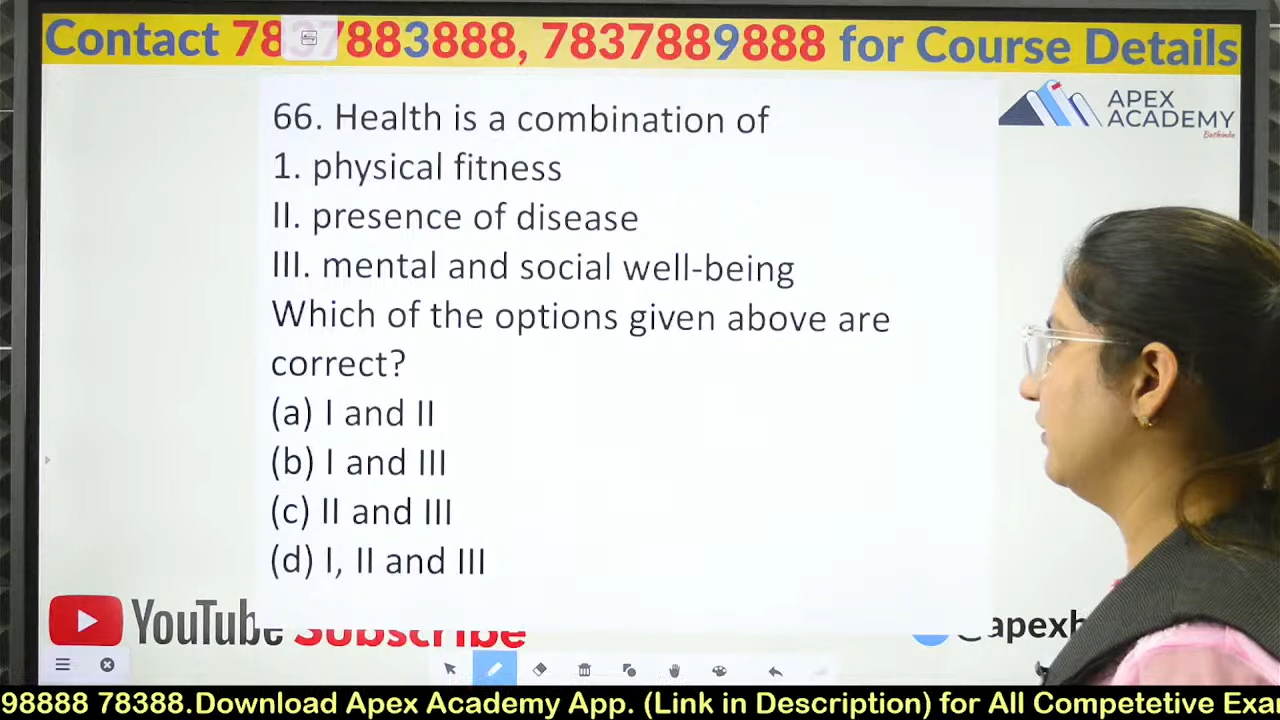 Contact 78 7883888, 7837889888 for Course Details
APEX
ACADEMY
Bathinda
66. Health is a combination of
1. physical fitness
II. presence of disease
III. mental and social well-being
Which of the options given above are
correct?
(a) I and II
(b) I and III
(c) II and III
(d) I, II and III
YouTube Subscribe
@apexb
98888 78388.Download Apex Academy App. (Link in Description) for All Competetive Exa